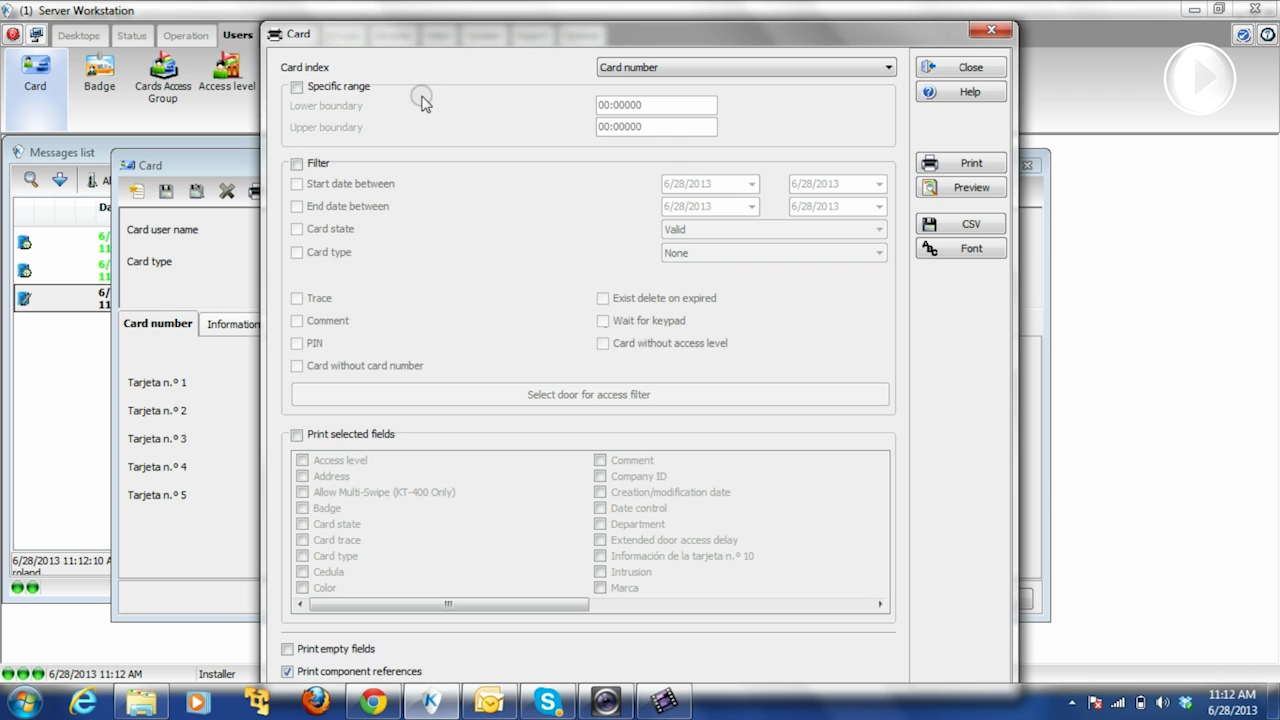 (1) Server Workstation
Desktops
Status
Operation
Users
Card
Badge
Cards Access Group
Access level
Messages list
Card
Card user name
Card type
Card number
Information
Tarjeta n.º 1
Tarjeta n.º 2
Tarjeta n.º 3
Tarjeta n.º 4
Tarjeta n.º 5
Da
6/
11
6/
11
6/
11
6/28/2013 11:12:10 A
roland
6/28/2013 11:12 AM
Installer
Card
Card index
Card number
Specific range
Lower boundary
00:00000
Upper boundary
00:00000
Filter
Start date between
6/28/2013
6/28/2013
End date between
6/28/2013
6/28/2013
Card state
Valid
Card type
None
Trace
Exist delete on expired
Comment
Wait for keypad
PIN
Card without access level
Card without card number
Select door for access filter
Print selected fields
Access level
Comment
Address
Company ID
Allow Multi-Swipe (KT-400 Only)
Creation/modification date
Badge
Date control
Card state
Department
Card trace
Extended door access delay
Card type
Información de la tarjeta n.º 10
Cedula
Intrusion
Color
Marca
Print empty fields
Print component references
Close
Help
Print
Preview
CSV
Font
11:12 AM
6/28/2013